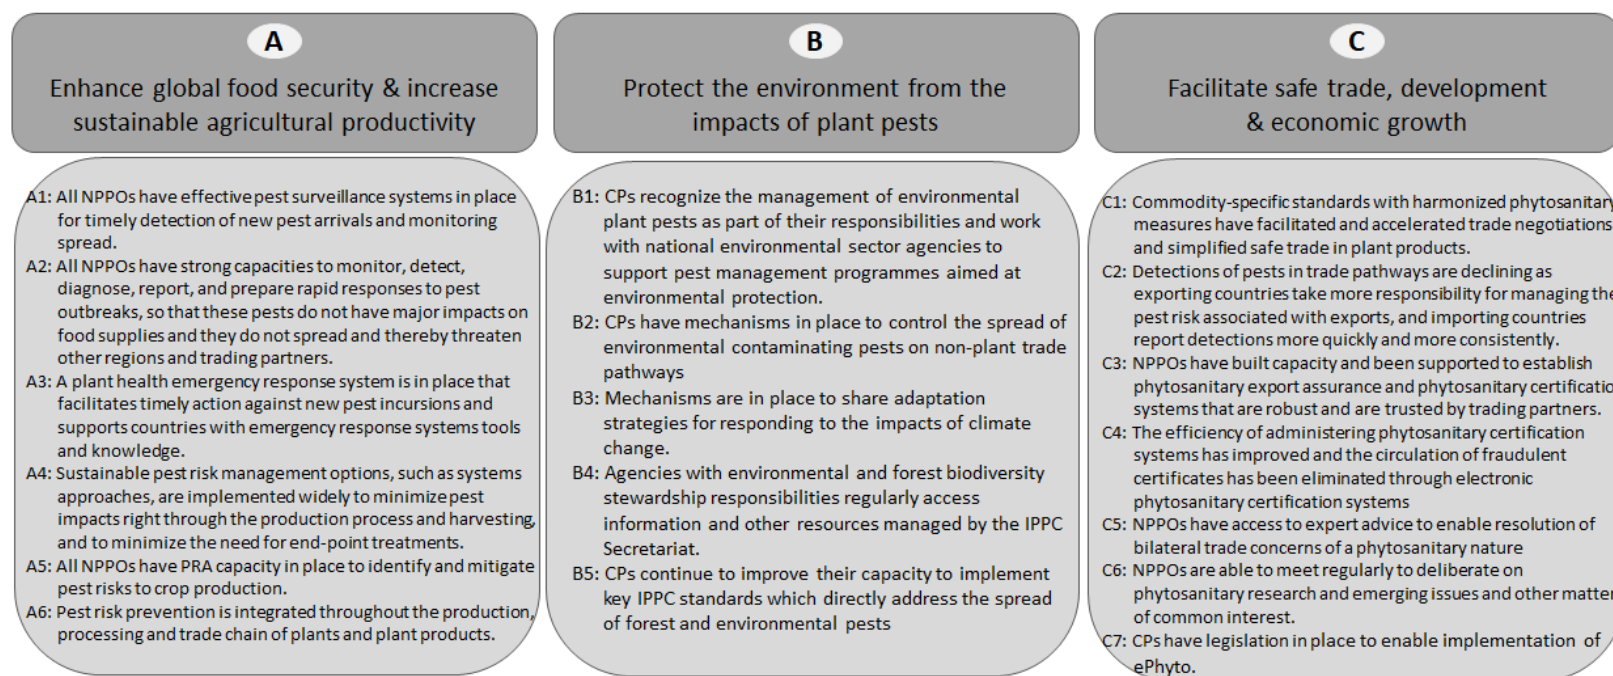 A
Enhance global food security & increase
sustainable agricultural productivity
A1: All NPPOs have effective pest surveillance systems in place
for timely detection of new pest arrivals and monitoring
spread.
A2: All NPPOs have strong capacities to monitor, detect,
diagnose, report, and prepare rapid responses to pest
outbreaks, so that these pests do not have major impacts on
food supplies and they do not spread and thereby threaten
other regions and trading partners.
A3: A plant health emergency response system is in place that
facilitates timely action against new pest incursions and
supports countries with emergency response systems tools
and knowledge.
A4: Sustainable pest risk management options, such as systems
approaches, are implemented widely to minimize pest
impacts right through the production process and harvesting,
and to minimize the need for end-point treatments.
A5: All NPPOs have PRA capacity in place to identify and mitigate
pest risks to crop production.
A6: Pest risk prevention is integrated throughout the production,
processing and trade chain of plants and plant products.
B
Protect the environment from the
impacts of plant pests
B1: CPs recognize the management of environmental
plant pests as part of their responsibilities and work
with national environmental sector agencies to
support pest management programmes aimed at
environmental protection.
B2: CPs have mechanisms in place to control the spread of
environmental contaminating pests on non-plant trade
pathways
B3: Mechanisms are in place to share adaptation
strategies for responding to the impacts of climate
change.
B4: Agencies with environmental and forest biodiversity
stewardship responsibilities regularly access
information and other resources managed by the IPPC
Secretariat.
B5: CPs continue to improve their capacity to implement
key IPPC standards which directly address the spread
of forest and environmental pests
C
Facilitate safe trade, development
& economic growth
C1: Commodity-specific standards with harmonized phytosanitary
measures have facilitated and accelerated trade negotiations
and simplified safe trade in plant products.
C2: Detections of pests in trade pathways are declining as
exporting countries take more responsibility for managing the
pest risk associated with exports, and importing countries
report detections more quickly and more consistently.
C3: NPPOs have built capacity and been supported to establish
phytosanitary export assurance and phytosanitary certificatio
systems that are robust and are trusted by trading partners.
C4: The efficiency of administering phytosanitary certification
systems has improved and the circulation of fraudulent
certificates has been eliminated through electronic
phytosanitary certification systems
C5: NPPOs have access to expert advice to enable resolution of
bilateral trade concerns of a phytosanitary nature
C6: NPPOs are able to meet regularly to deliberate on
phytosanitary research and emerging issues and other matter
of common interest.
C7: CPs have legislation in place to enable implementation of
ePhyto.